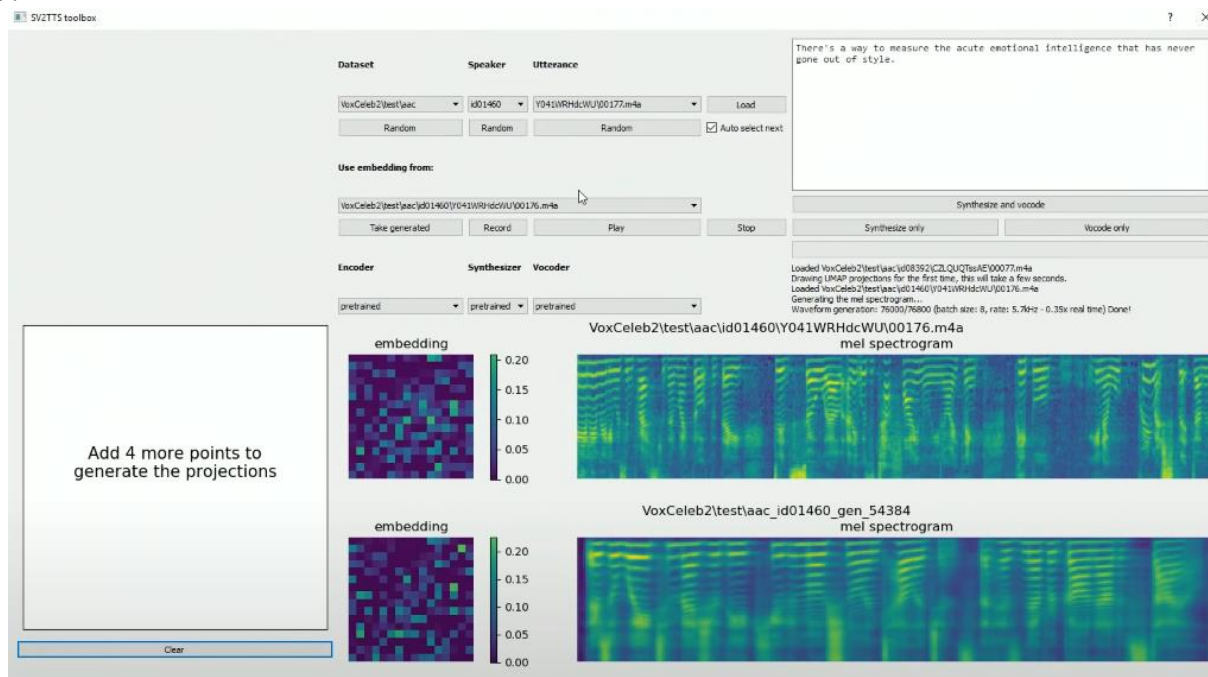 SV2TTS toolbox
?
Dataset
Speaker
Utterance
VoxCeleb2\test\aac
id01460
Y041WRHdcWU\00177.m4a
Load
Random
Random
Random
Auto select next
Use embedding from:
VoxCeleb2\test\aac\id01460\Y041WRHdcWU\00176.m4a
Take generated
Record
Play
Stop
Encoder
Synthesizer
Vocoder
pretrained
pretrained
pretrained
There's a way to measure the acute emotional intelligence that has never
gone out of style.
Synthesize and vocode
Synthesize only
Vocode only
Loaded VoxCeleb2\test\aac\id08392\CZLQUQTssAE\00077.m4a
Drawing UMAP projections for the first time, this will take a few seconds.
Loaded VoxCeleb2\test\aac\id01460\Y041WRHdcWU\00176.m4a
Generating the mel spectrogram...
Waveform generation: 76000/76800 (batch size: 8, rate: 5.7kHz - 0.35x real time) Done!
Add 4 more points to
generate the projections
Clear
VoxCeleb2\test\aac\id01460\Y041WRHdcWU\00176.m4a
embedding
mel spectrogram
0.20
0.15
0.10
0.05
0.00
VoxCeleb2\test\aac_id01460_gen_54384
embedding
mel spectrogram
0.20
0.15
0.10
0.05
0.00